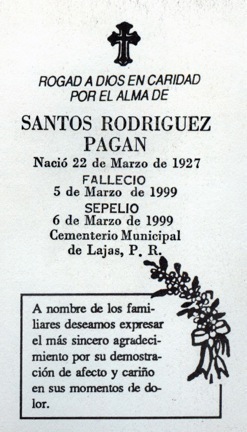 ROGAD A DIOS EN CARIDAD
POR EL ALMA DE
SANTOS RODRIGUEZ
PAGAN
Nació 22 de Marzo de 1927
FALLECIO
5 de Marzo de 1999
SEPELIO
6 de Marzo de 1999
Cementerio Municipal
de Lajas, P. R.
A nombre de los fami-
liares deseamos expresar
el más sincero agradeci-
miento por su demostra-
ción de afecto y cariño
en sus momentos de do-
lor.